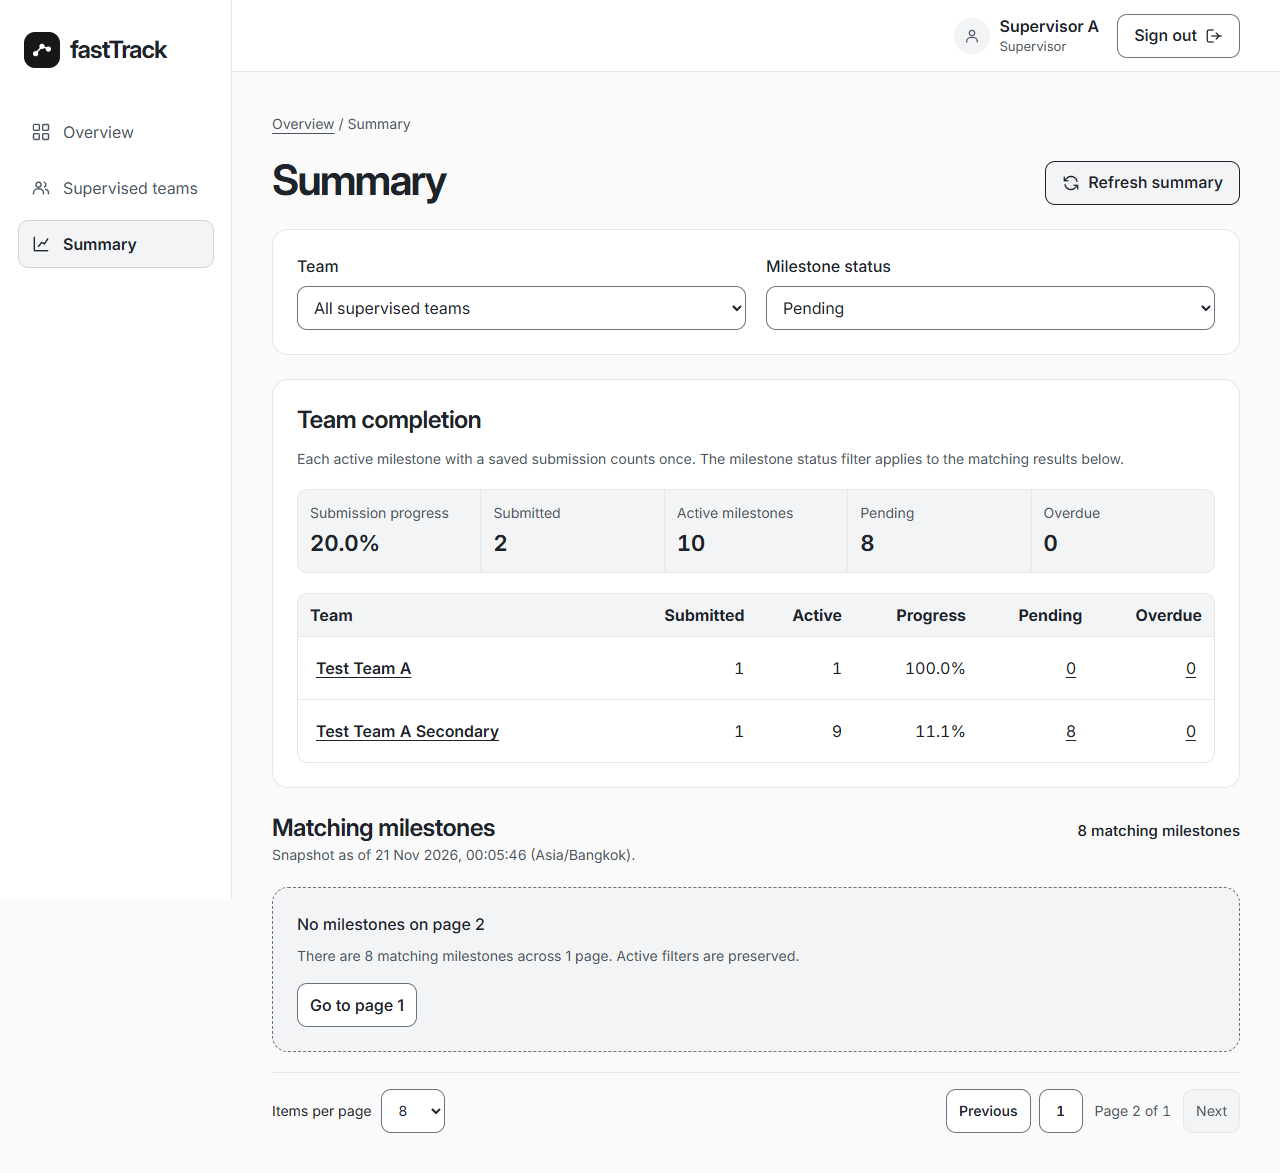 fastTrack
Supervisor A
Supervisor
Sign out
Overview
Supervised teams
Summary
Overview / Summary
Summary
Refresh summary
Team
Milestone status
All supervised teams
Pending
Team completion
Each active milestone with a saved submission counts once. The milestone status filter applies to the matching results below.
Submission progress
Submitted
Active milestones
Pending
Overdue
20.0%
2
10
8
0
Team Submitted Active Progress Pending Overdue
Test Team A 1 1 100.0% 0 0
Test Team A Secondary 1 9 11.1% 8 0
Matching milestones
8 matching milestones
Snapshot as of 21 Nov 2026, 00:05:46 (Asia/Bangkok).
No milestones on page 2
There are 8 matching milestones across 1 page. Active filters are preserved.
Go to page 1
Items per page 8
Previous 1 Page 2 of 1 Next